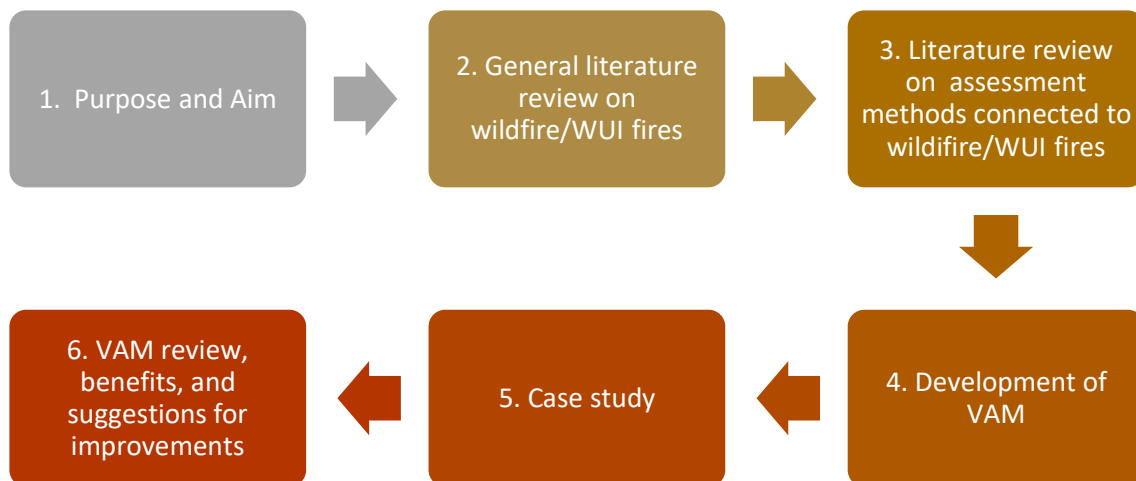 1. Purpose and Aim
2. General literature
review on
wildfire/WUI fires
3. Literature review
on assessment
methods connected to
wildifire/WUI fires
4. Development of
VAM
5. Case study
6. VAM review,
benefits, and
suggestions for
improvements